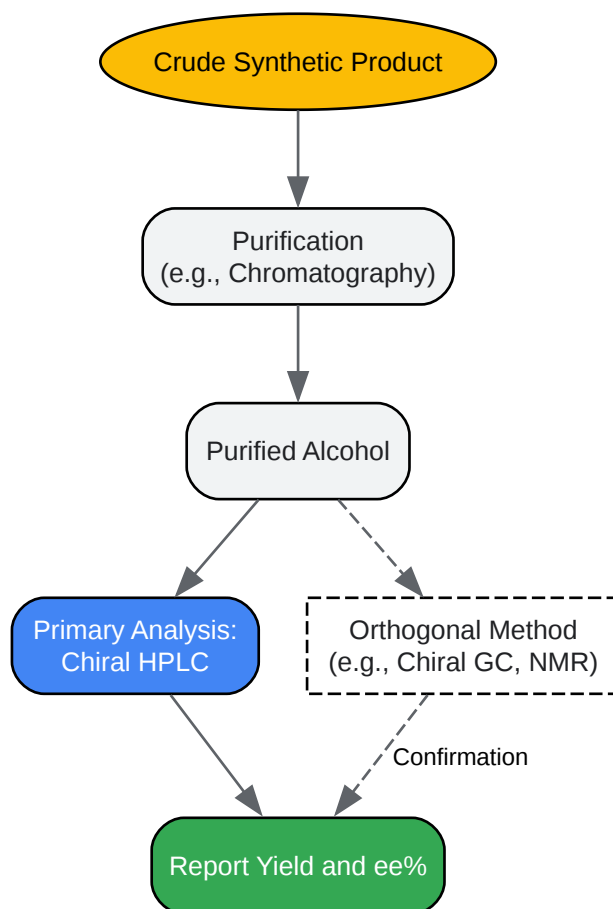 Crude Synthetic Product
Purification
(e.g., Chromatography)
Purified Alcohol
Primary Analysis:
Chiral HPLC
Orthogonal Method
(e.g., Chiral GC, NMR)
Confirmation
Report Yield and ee%